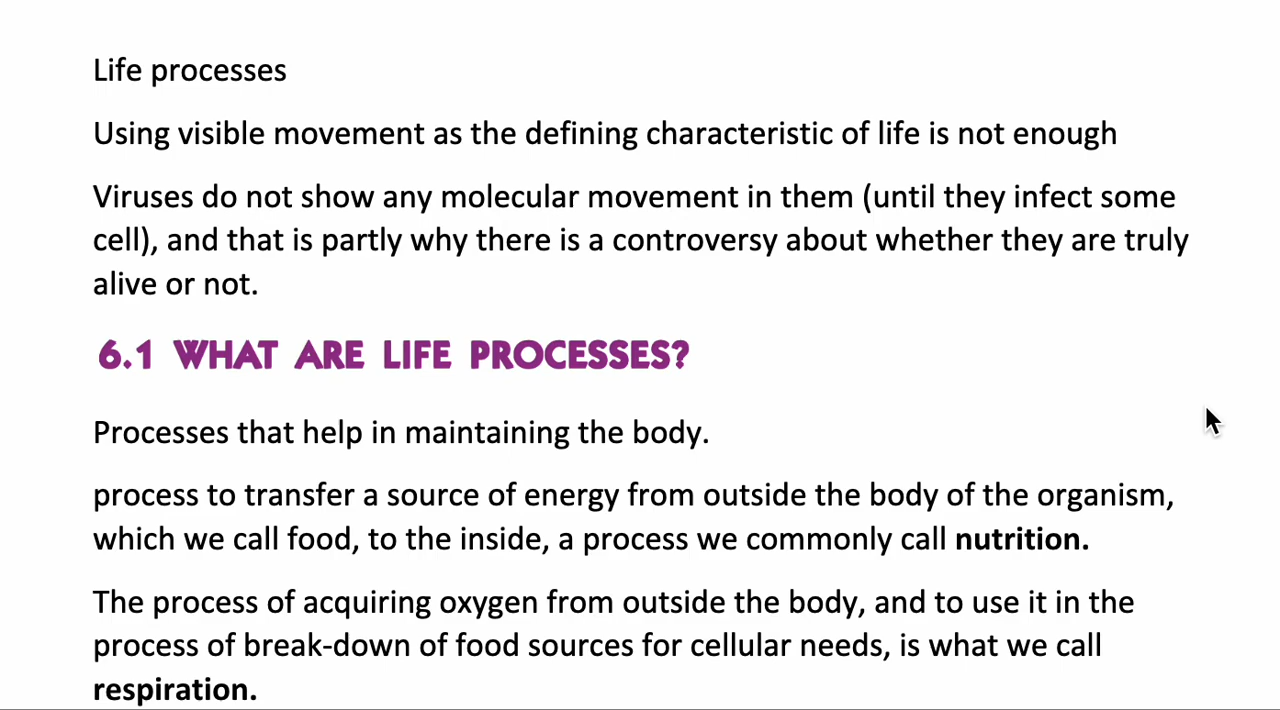 Life processes
Using visible movement as the defining characteristic of life is not enough
Viruses do not show any molecular movement in them (until they infect some
cell), and that is partly why there is a controversy about whether they are truly
alive or not.
6.1 WHAT ARE LIFE PROCESSES?
Processes that help in maintaining the body.
process to transfer a source of energy from outside the body of the organism,
which we call food, to the inside, a process we commonly call nutrition.
The process of acquiring oxygen from outside the body, and to use it in the
process of break-down of food sources for cellular needs, is what we call
respiration.